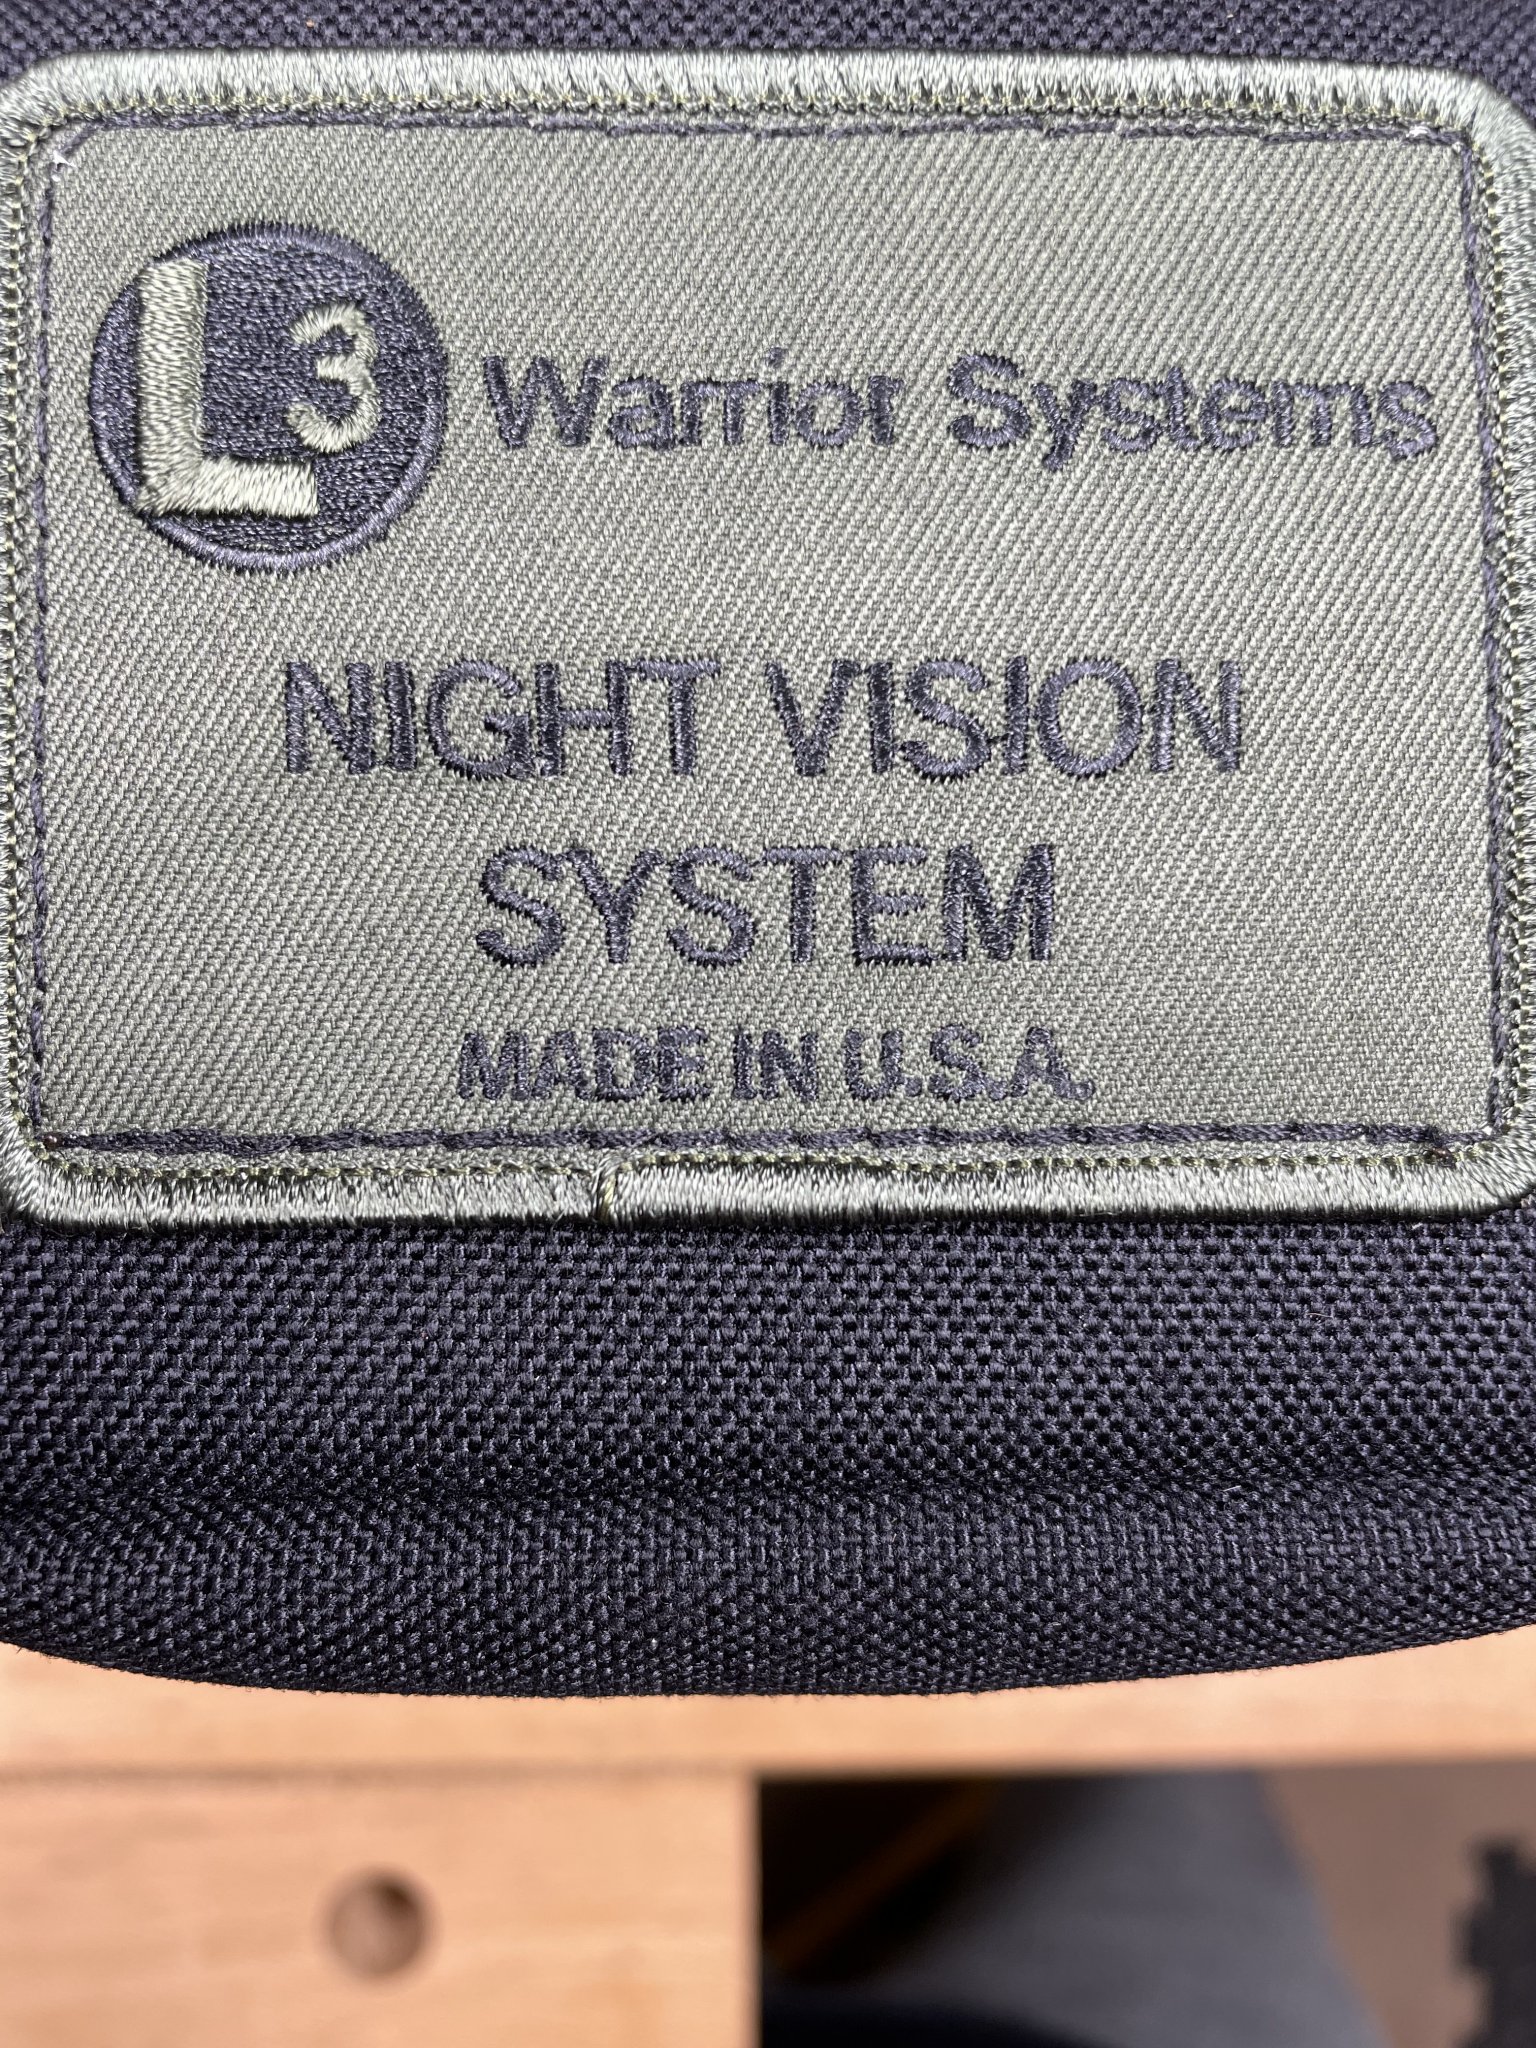 L3 Warrior Systems
NIGHT VISION
SYSTEM
MADE IN U.S.A.